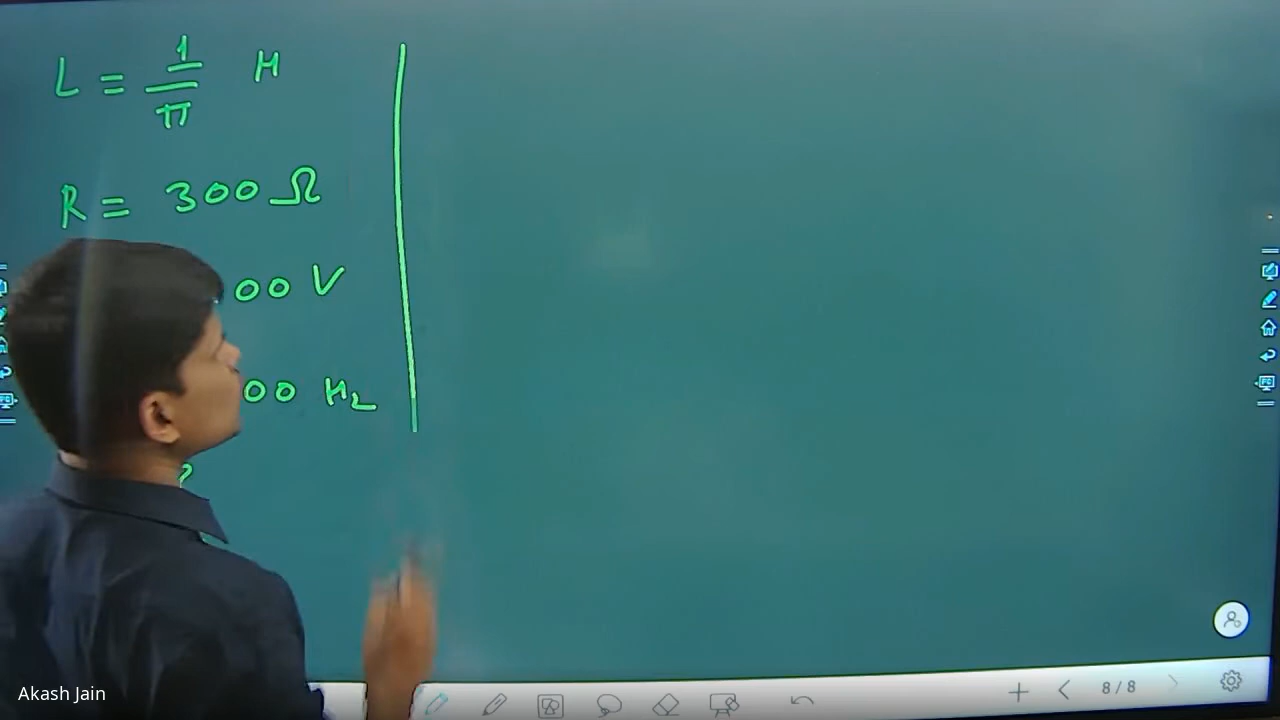 L = 1/π H
R = 300 Ω
00 V
00 Hz
?
8/8
Akash Jain